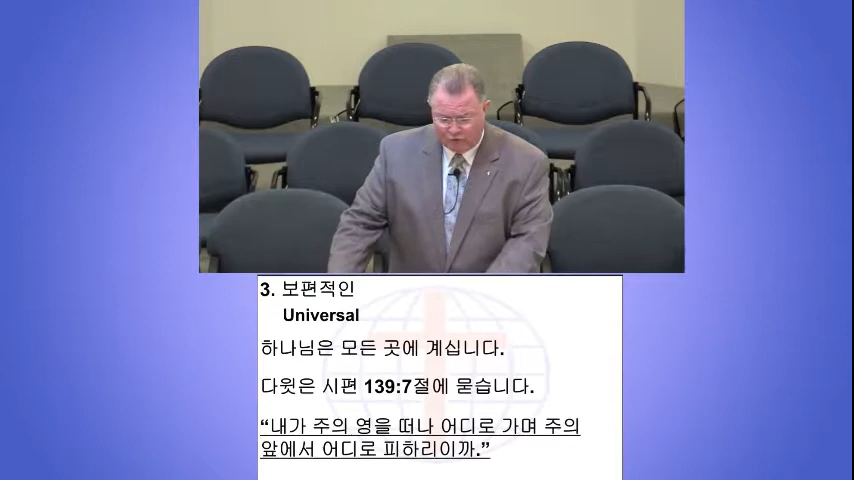 3. 보편적인
Universal
하나님은 모든 곳에 계십니다.
다윗은 시편 139:7절에 묻습니다.
“내가 주의 영을 떠나 어디로 가며 주의
앞에서 어디로 피하리이까.”